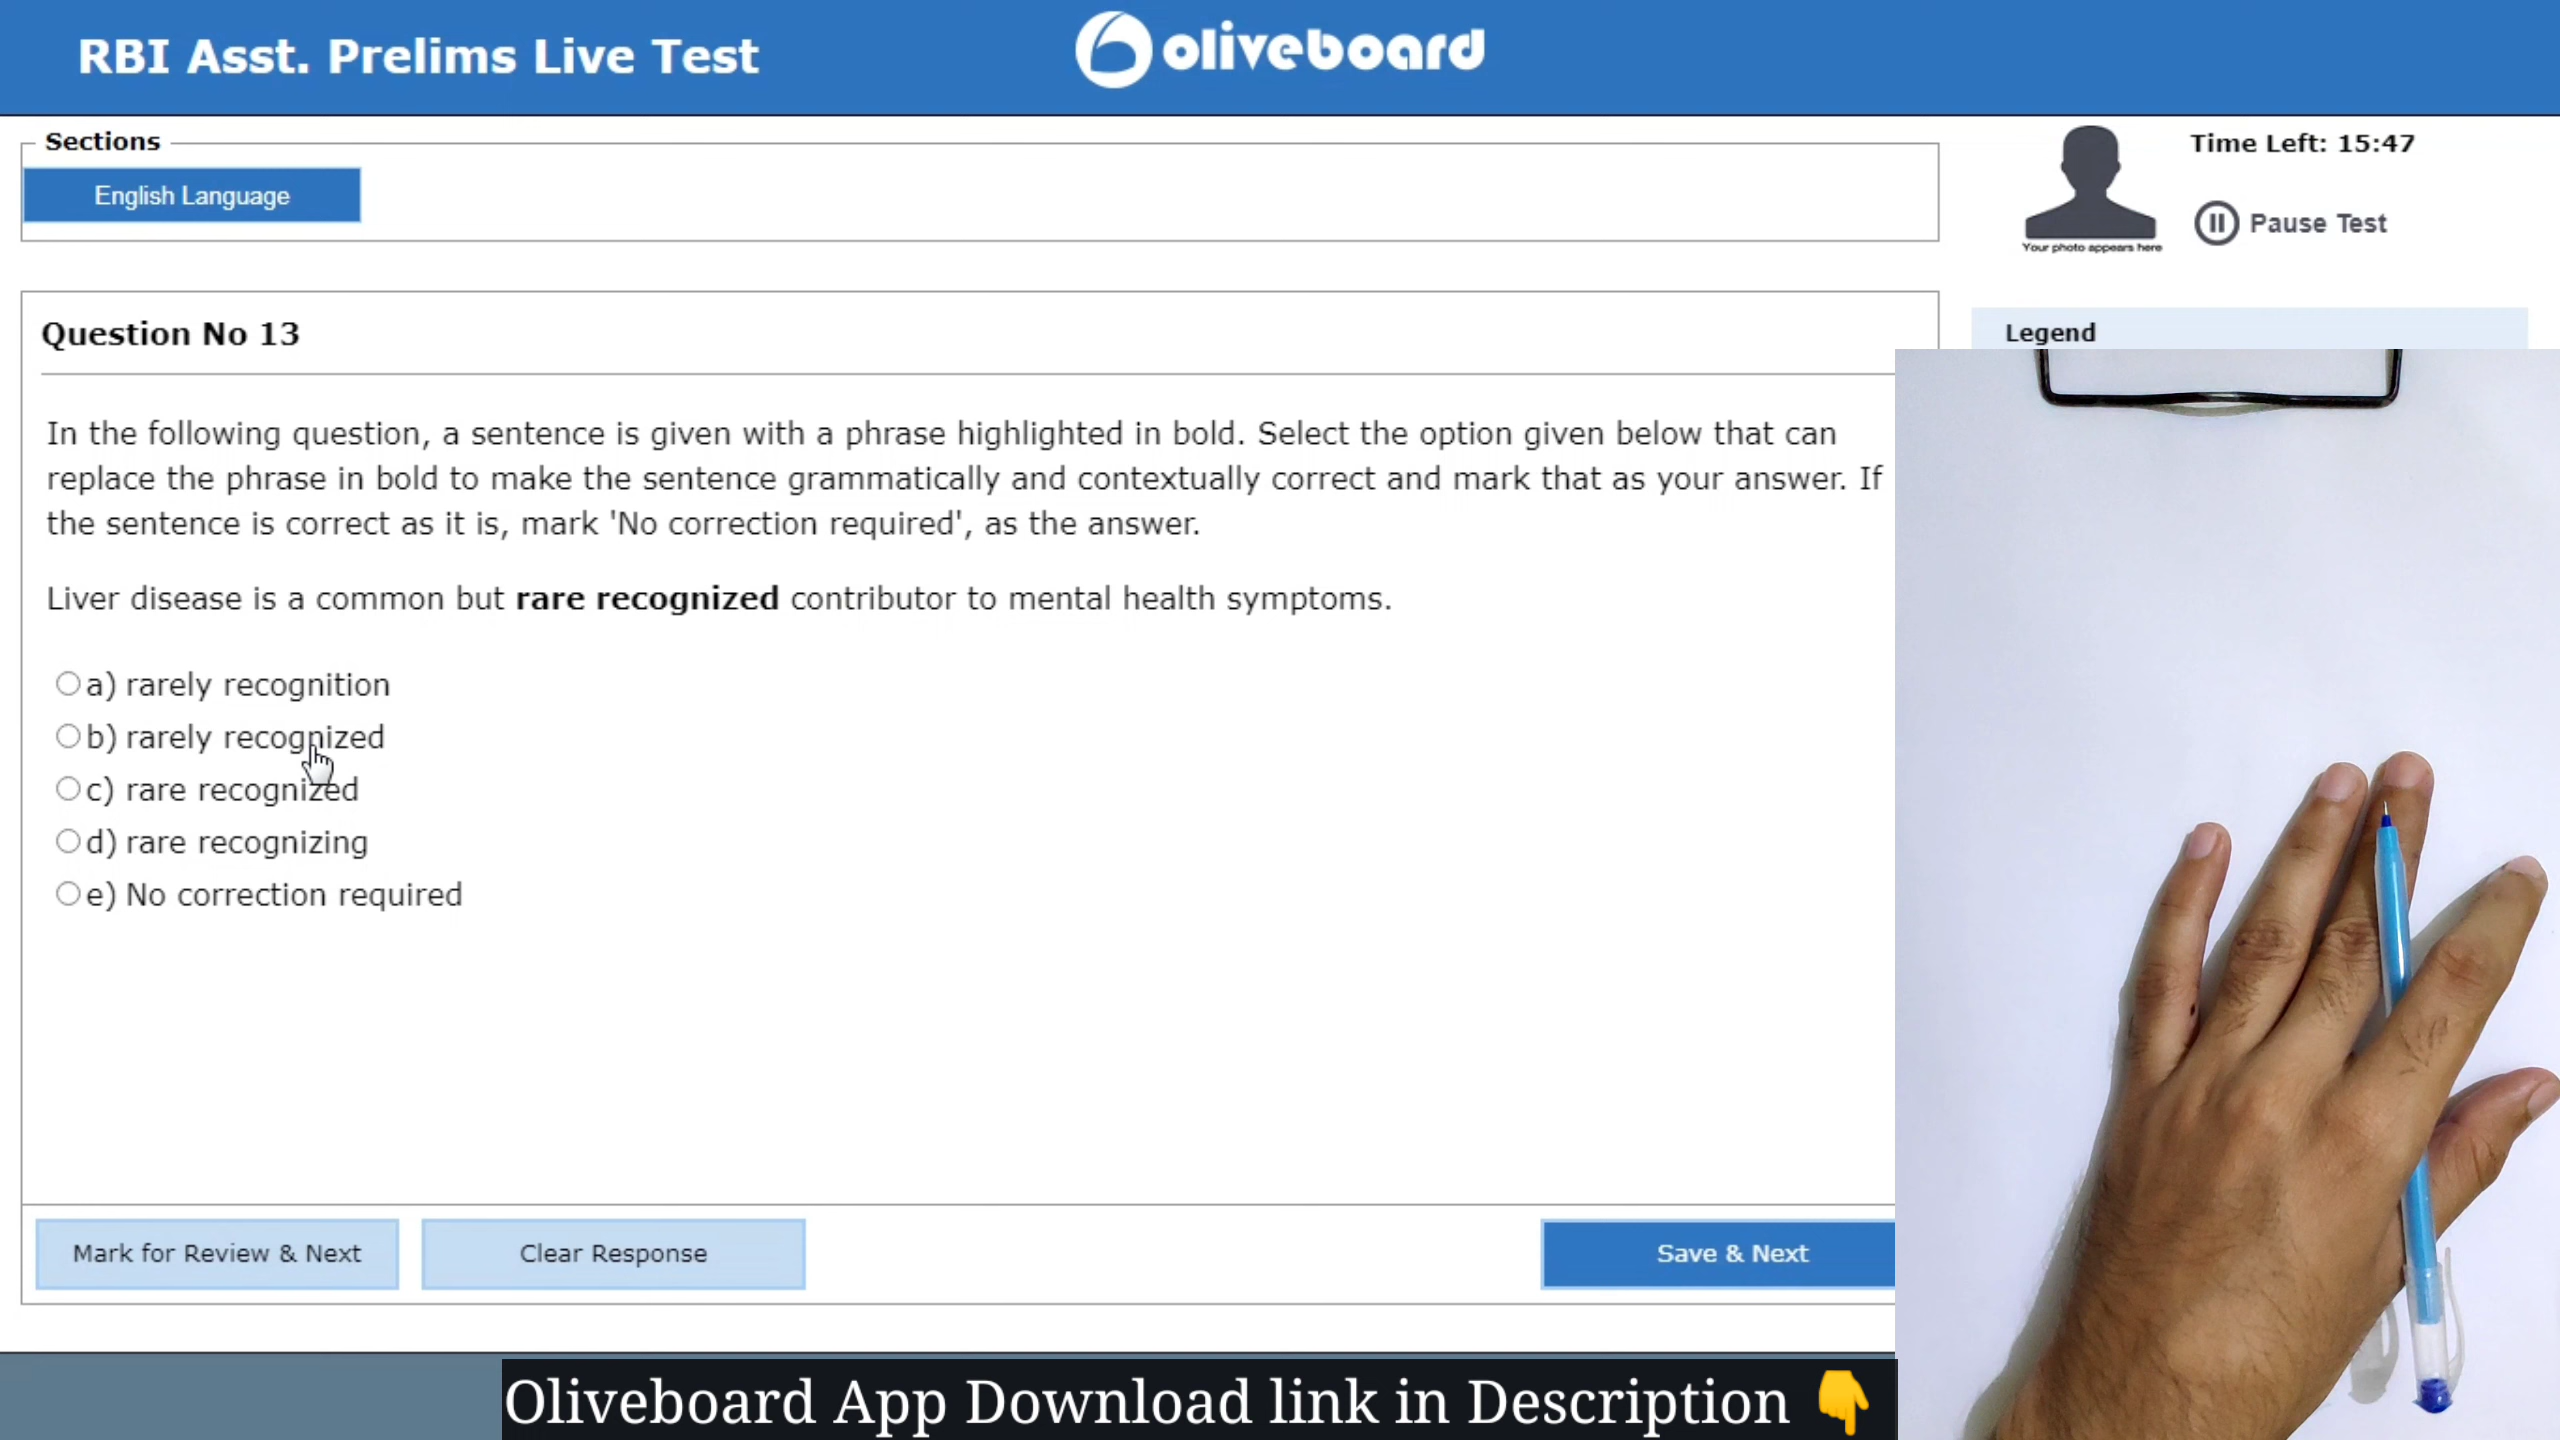 RBI Asst. Prelims Live Test
oliveboard
Sections
English Language
Time Left: 15:47
Your photo appears here
Pause Test
Question No 13
Legend
In the following question, a sentence is given with a phrase highlighted in bold. Select the option given below that can
replace the phrase in bold to make the sentence grammatically and contextually correct and mark that as your answer. If
the sentence is correct as it is, mark 'No correction required', as the answer.
Liver disease is a common but rare recognized contributor to mental health symptoms.
a) rarely recognition
b) rarely recognized
c) rare recognized
d) rare recognizing
e) No correction required
Mark for Review & Next
Clear Response
Save & Next
Oliveboard App Download link in Description 👇